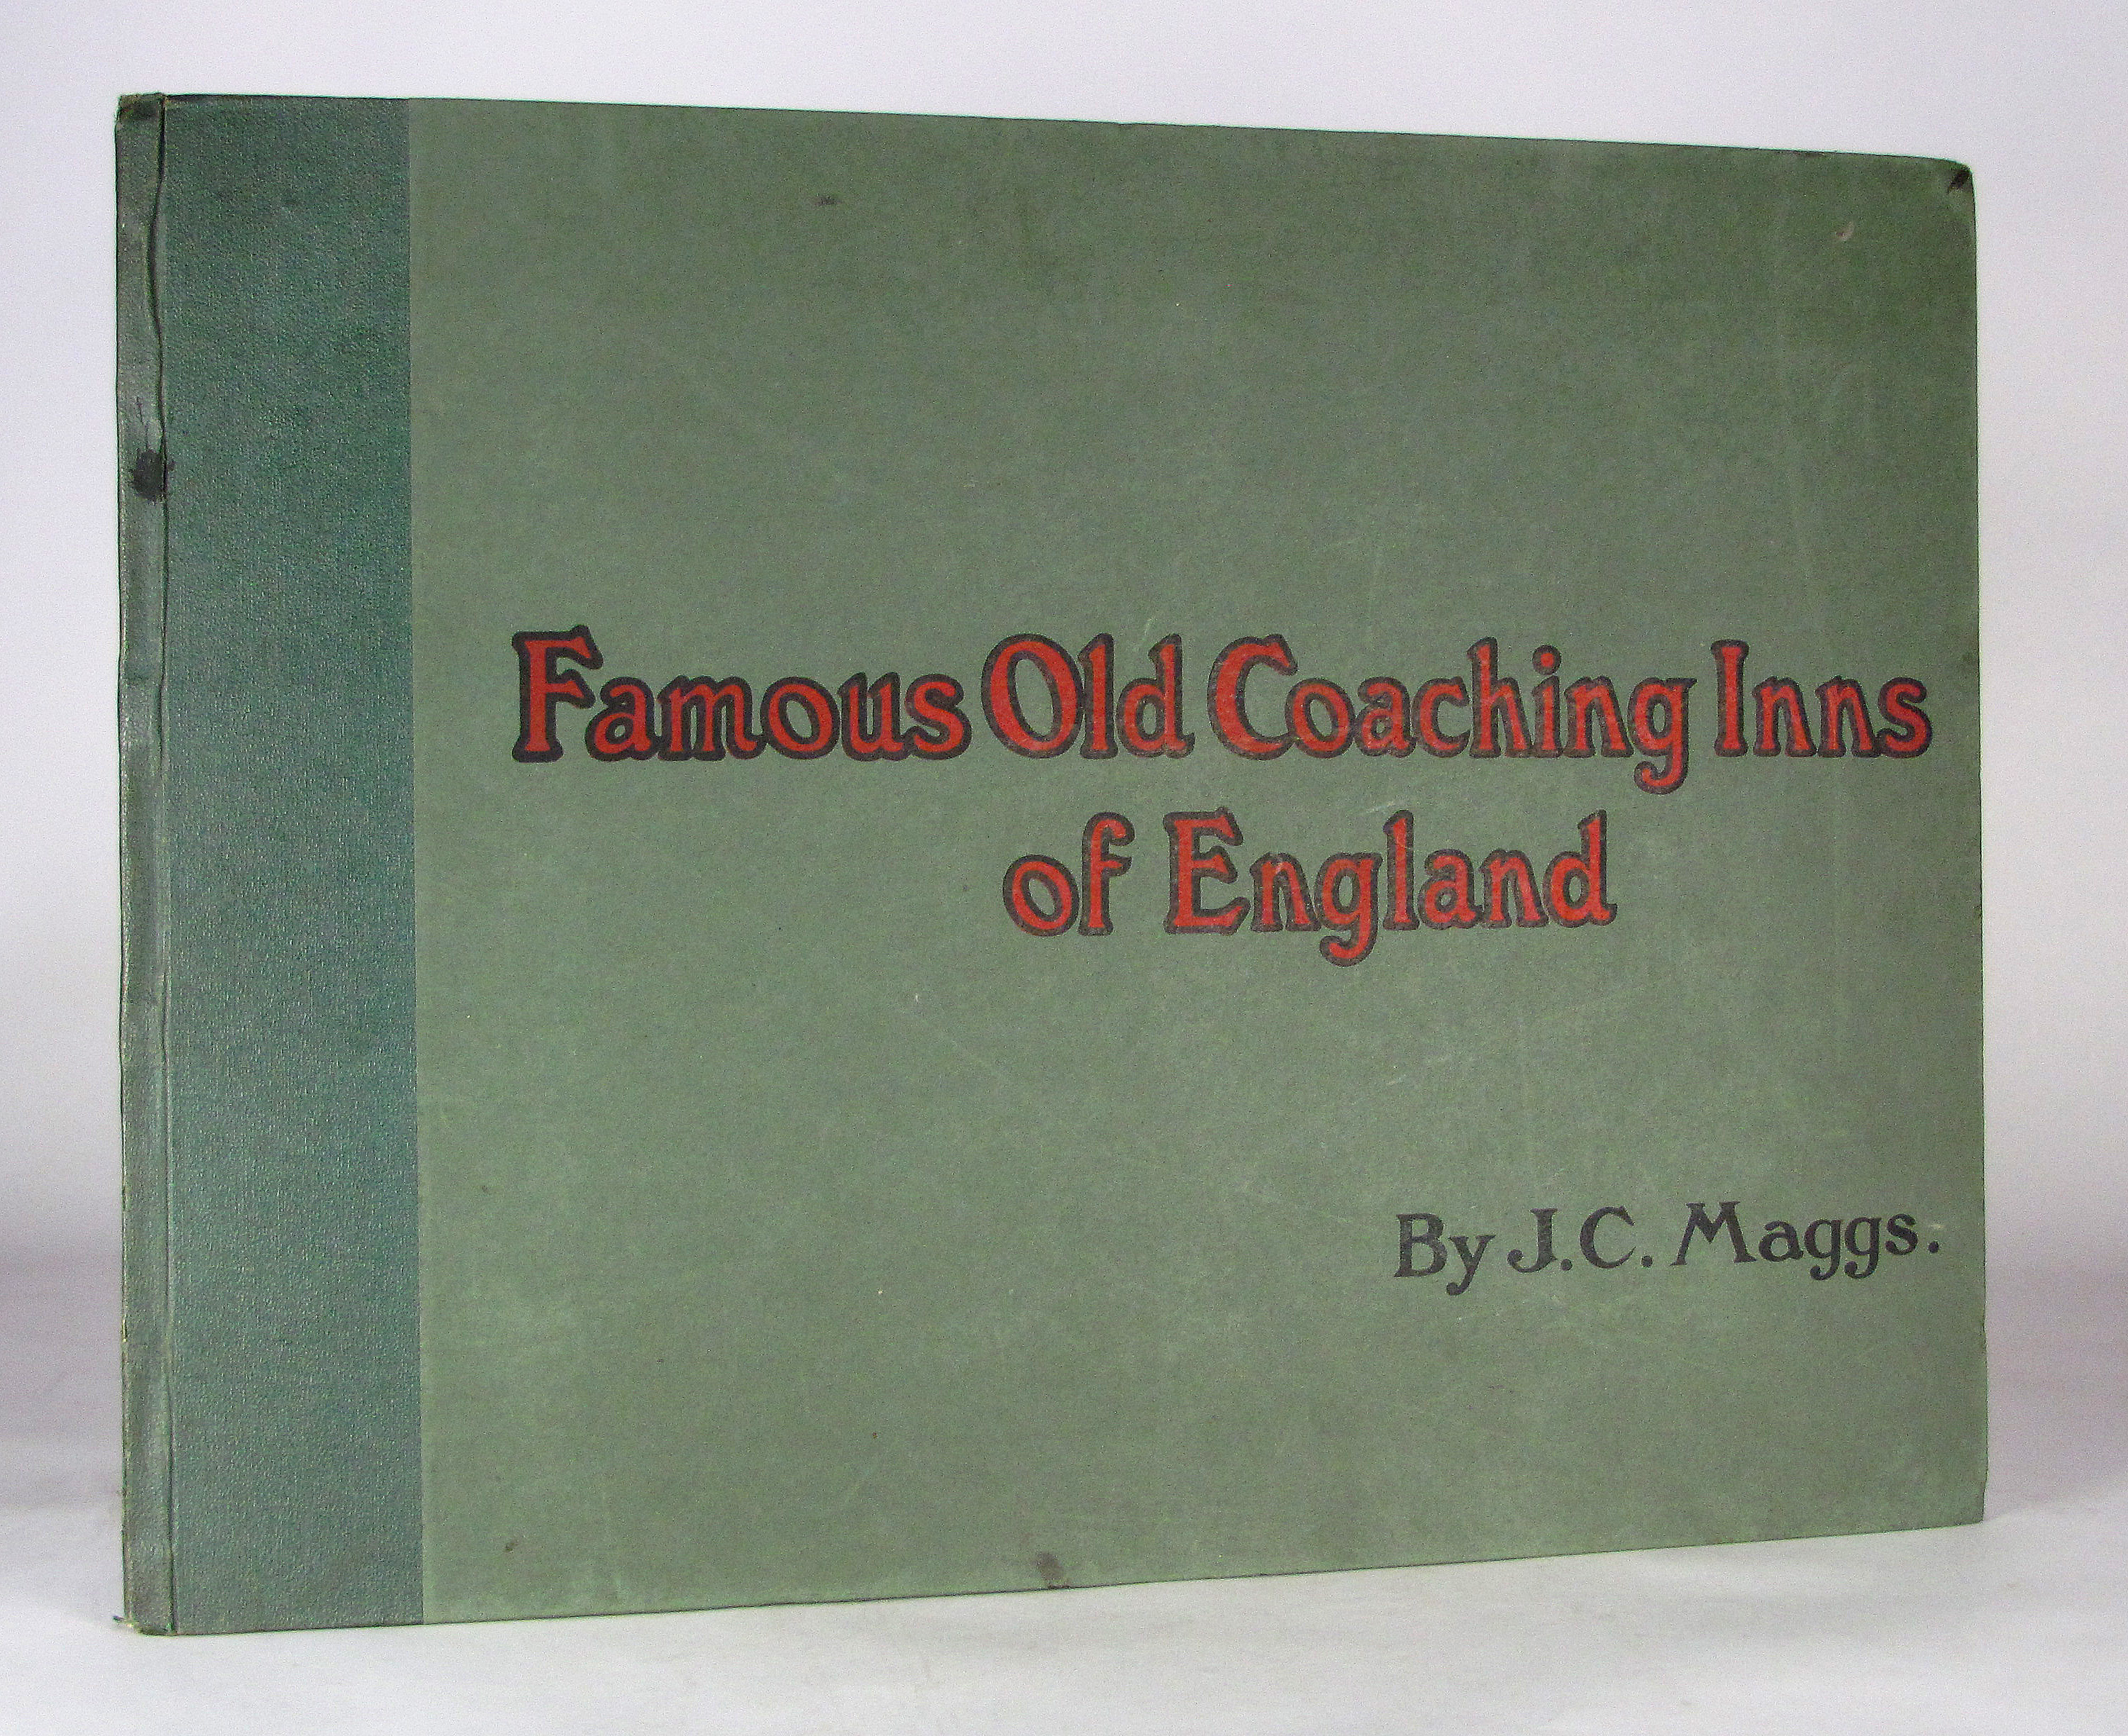 Famous Old Coaching Inns
of England
By J.C. Maggs.